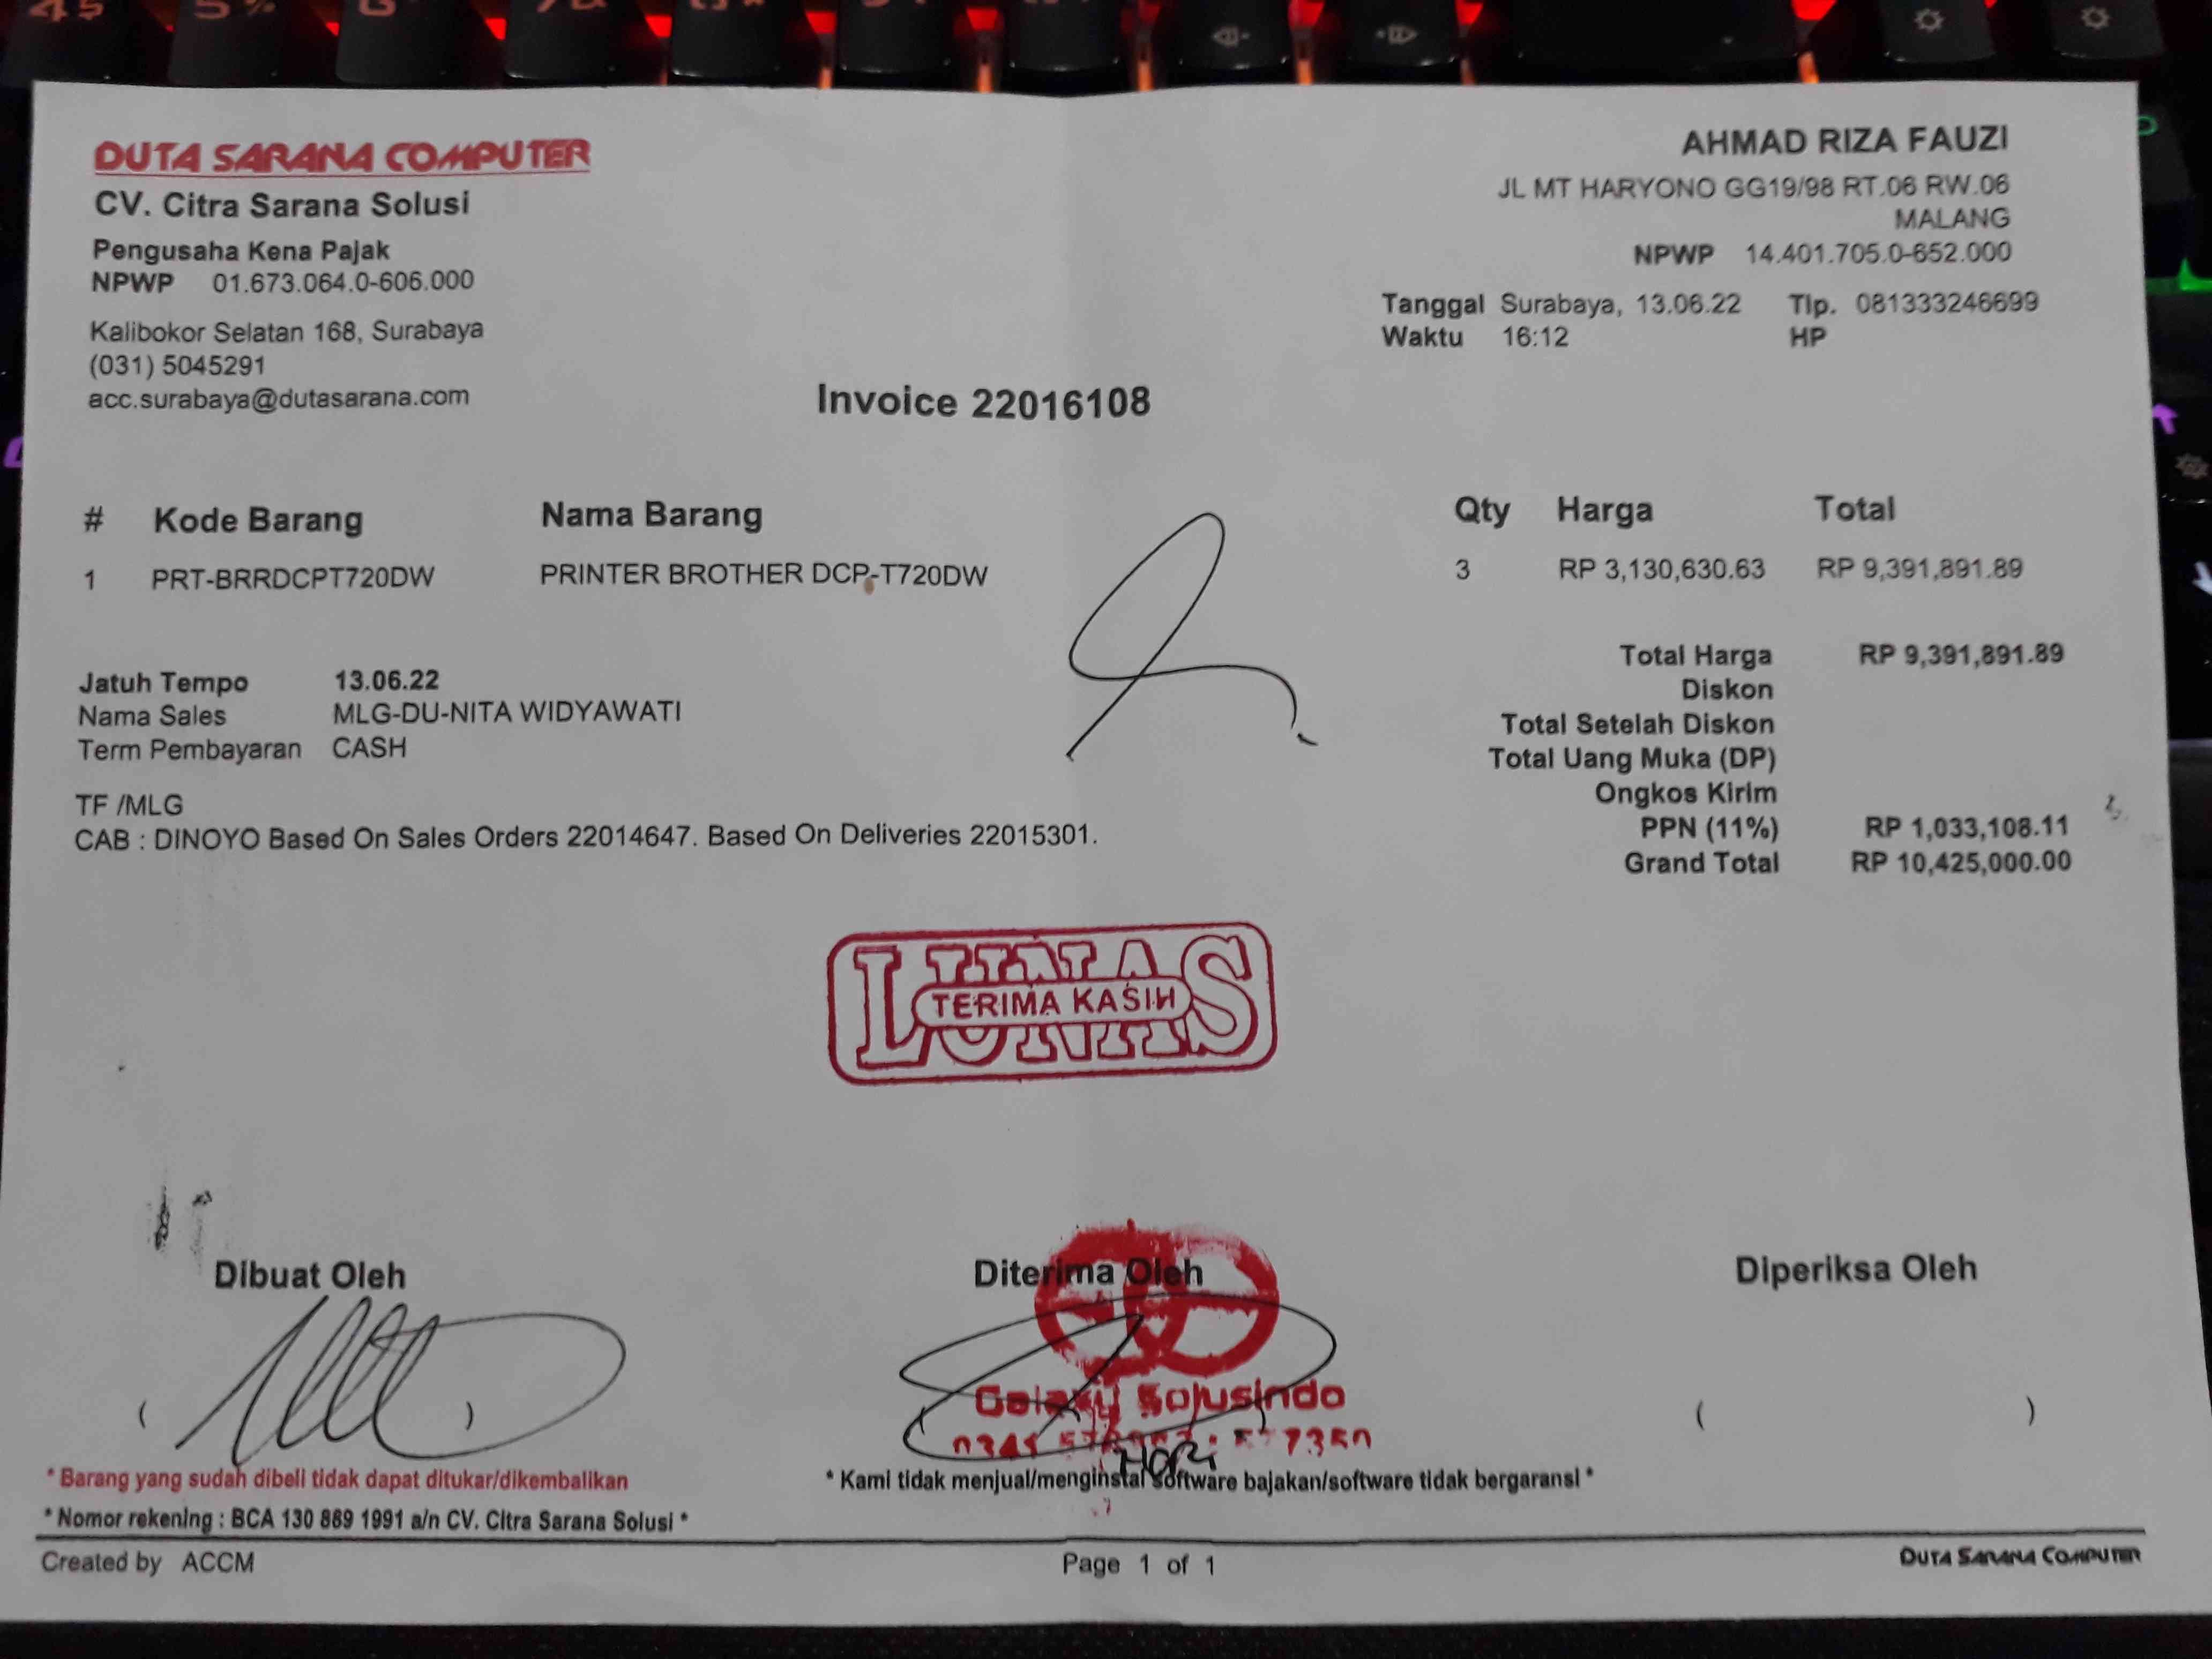 DUTA SARANA COMPUTER
CV. Citra Sarana Solusi
Pengusaha Kena Pajak
NPWP 01.673.064.0-606.000
Kalibokor Selatan 168, Surabaya
(031) 5045291
acc.surabaya@dutasarana.com
AHMAD RIZA FAUZI
JL MT HARYONO GG19/98 RT.06 RW.06
MALANG
NPWP 14.401.705.0-652.000
Tanggal Surabaya, 13.06.22 Tlp. 081333246699
Waktu 16:12 HP
Invoice 22016108
# Kode Barang Nama Barang Qty Harga Total
1 PRT-BRRDCPT720DW PRINTER BROTHER DCP-T720DW 3 RP 3,130,630.63 RP 9,391,891.89
Jatuh Tempo 13.06.22
Nama Sales MLG-DU-NITA WIDYAWATI
Term Pembayaran CASH
TF /MLG
CAB : DINOYO Based On Sales Orders 22014647. Based On Deliveries 22015301.
Total Harga RP 9,391,891.89
Diskon
Total Setelah Diskon
Total Uang Muka (DP)
Ongkos Kirim
PPN (11%) RP 1,033,108.11
Grand Total RP 10,425,000.00
LUNAS
TERIMA KASIH
Dibuat Oleh Diterima Oleh Diperiksa Oleh
Galaxy Solusindo
( ) ( )
* Barang yang sudah dibeli tidak dapat ditukar/dikembalikan
* Kami tidak menjual/menginstal software bajakan/software tidak bergaransi *
* Nomor rekening : BCA 130 869 1991 a/n CV. Citra Sarana Solusi *
Created by ACCM Page 1 of 1 DUTA SARANA COMPUTER